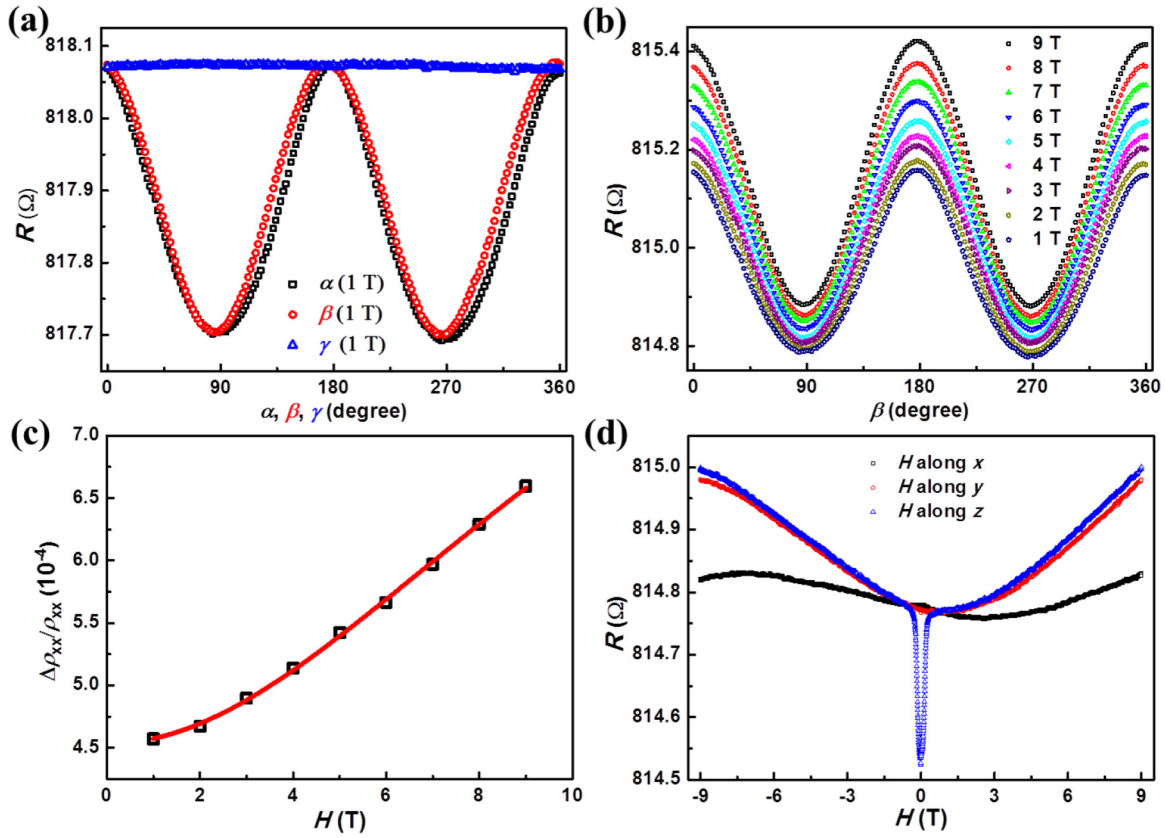 (a)
818.1
818.0
817.9
817.8
817.7
R (Ω)
α (1 T)
β (1 T)
γ (1 T)
0 90 180 270 360
α, β, γ (degree)
(b)
815.4
815.2
815.0
814.8
R (Ω)
9 T
8 T
7 T
6 T
5 T
4 T
3 T
2 T
1 T
0 90 180 270 360
β (degree)
(c)
7.0
6.5
6.0
5.5
5.0
4.5
Δρxx/ρxx (10⁻⁴)
0 2 4 6 8 10
H (T)
(d)
815.0
814.9
814.8
814.7
814.6
814.5
R (Ω)
H along x
H along y
H along z
-9 -6 -3 0 3 6 9
H (T)